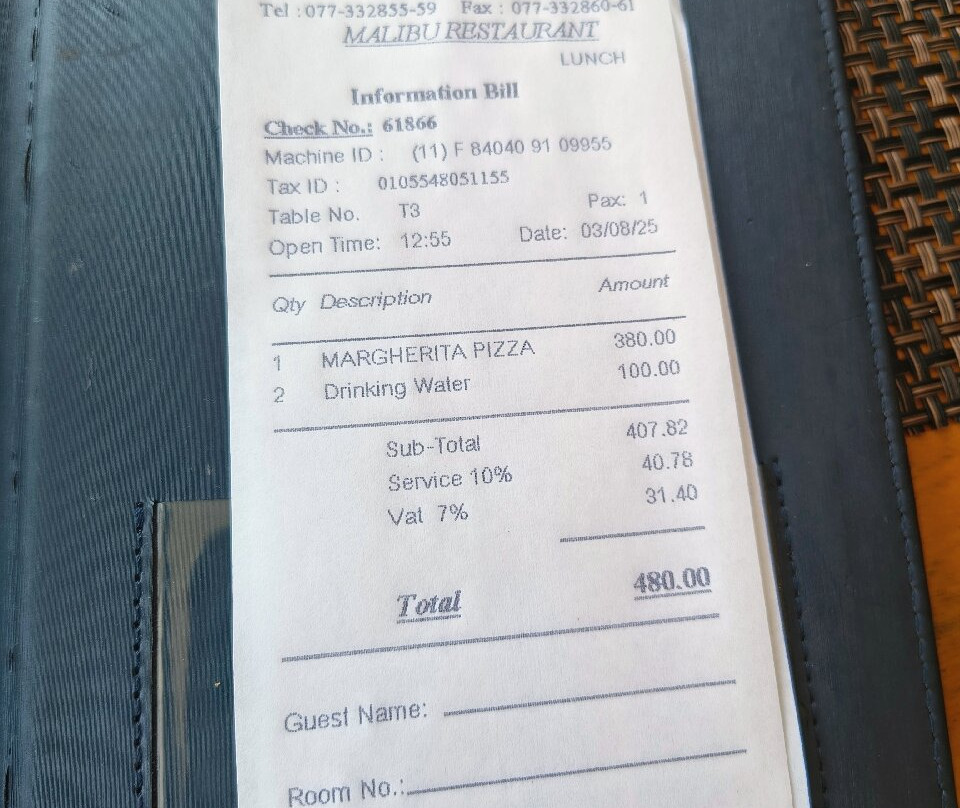 Tel : 077-332855-59 Fax : 077-332860-61
MALIBU RESTAURANT
LUNCH
Information Bill
Check No.: 61866
Machine ID : (11) F 84040 91 09955
Tax ID : 0105548051155
Table No. T3 Pax: 1
Open Time: 12:55 Date: 03/08/25
Qty Description Amount
1 MARGHERITA PIZZA 380.00
2 Drinking Water 100.00
Sub-Total 407.82
Service 10% 40.78
Vat 7% 31.40
Total 480.00
Guest Name:
Room No.: